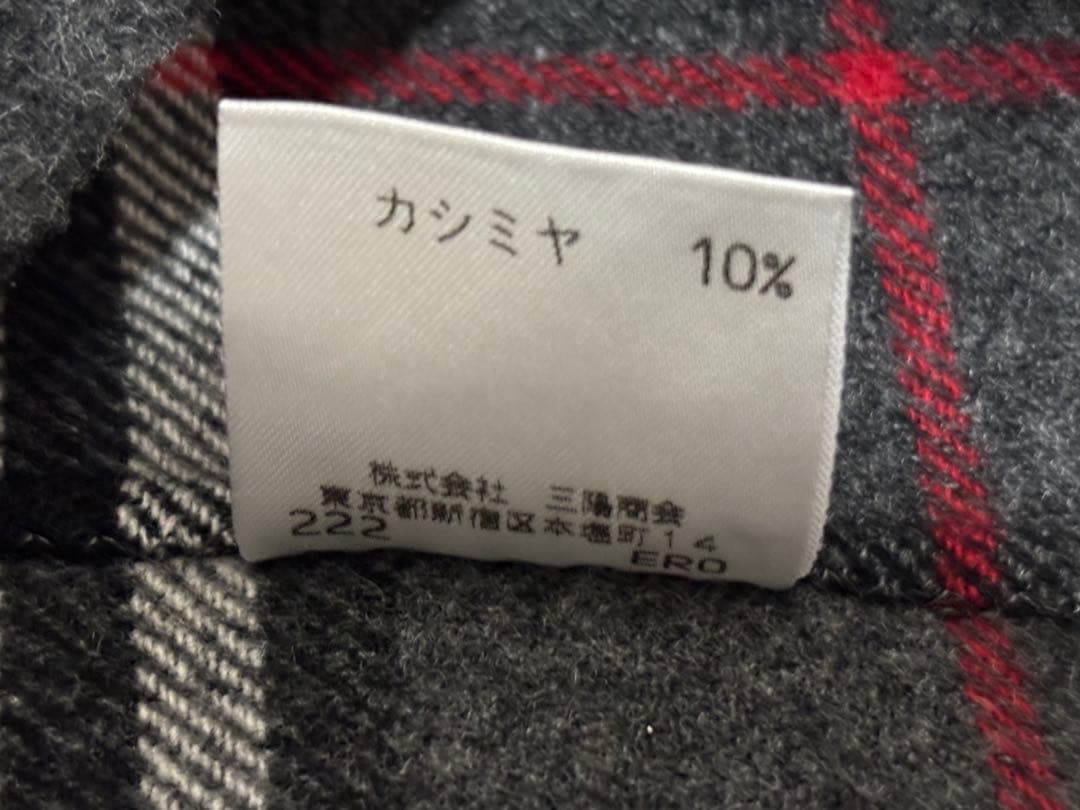 カシミヤ 10%
株式会社 三陽商会
東京都新宿区本塩町14
222 ERO